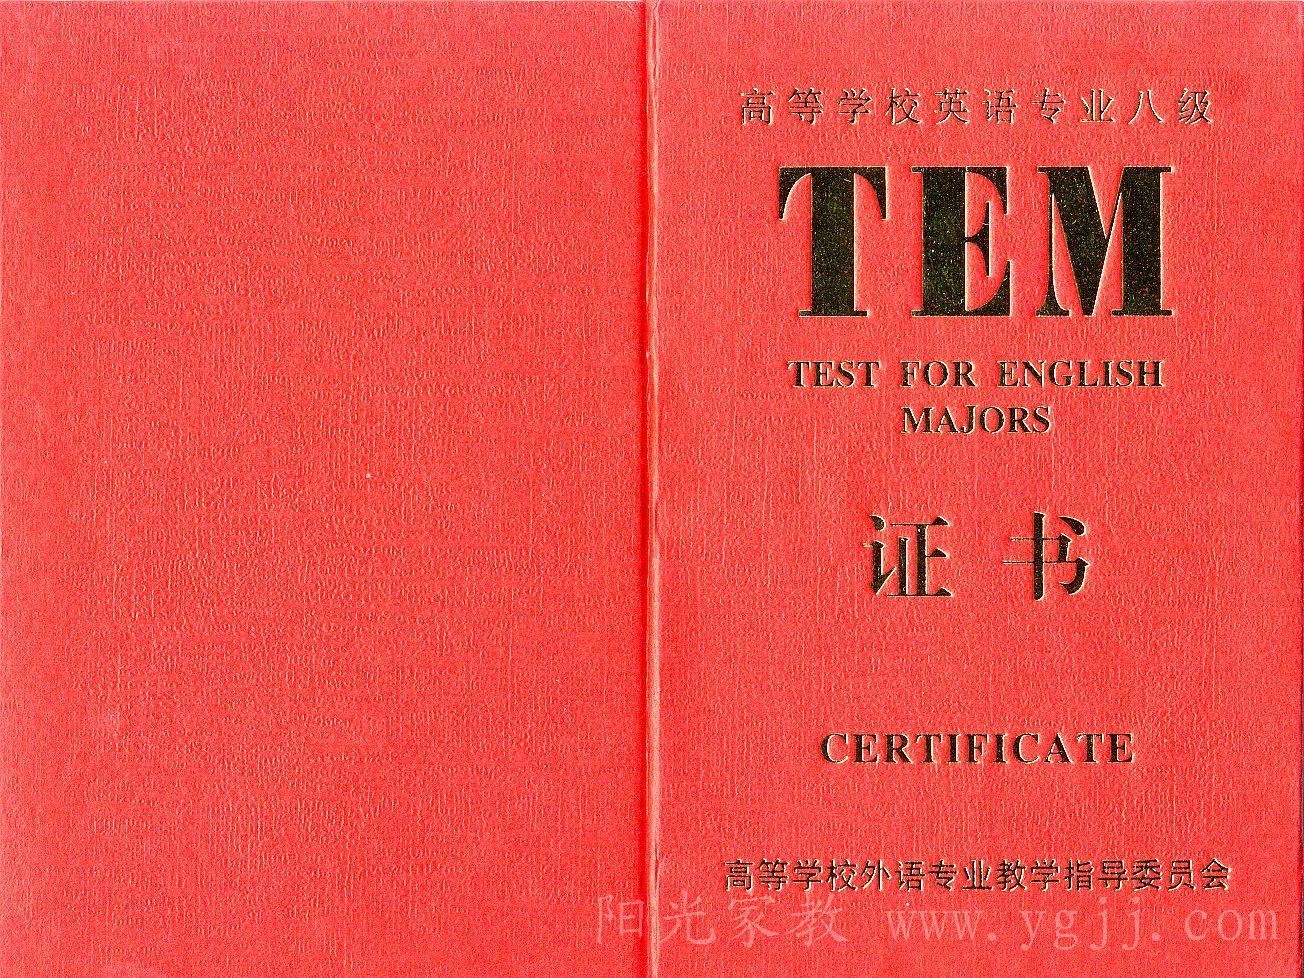 高等学校英语专业八级
TEM
TEST FOR ENGLISH
MAJORS
证书
CERTIFICATE
高等学校外语专业教学指导委员会
阳光家教 www.ygjj.com